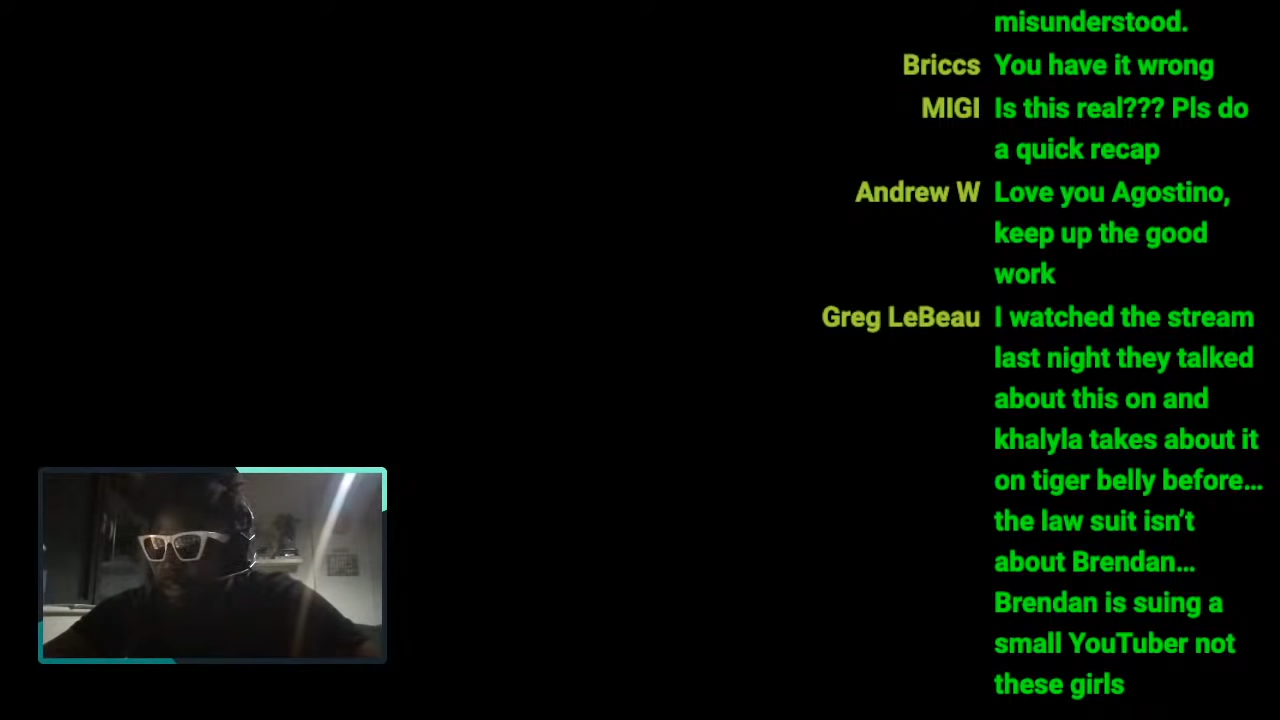 misunderstood.
Briccs You have it wrong
MIGI Is this real??? Pls do
a quick recap
Andrew W Love you Agostino,
keep up the good
work
Greg LeBeau I watched the stream
last night they talked
about this on and
khalyla takes about it
on tiger belly before...
the law suit isn’t
about Brendan...
Brendan is suing a
small YouTuber not
these girls